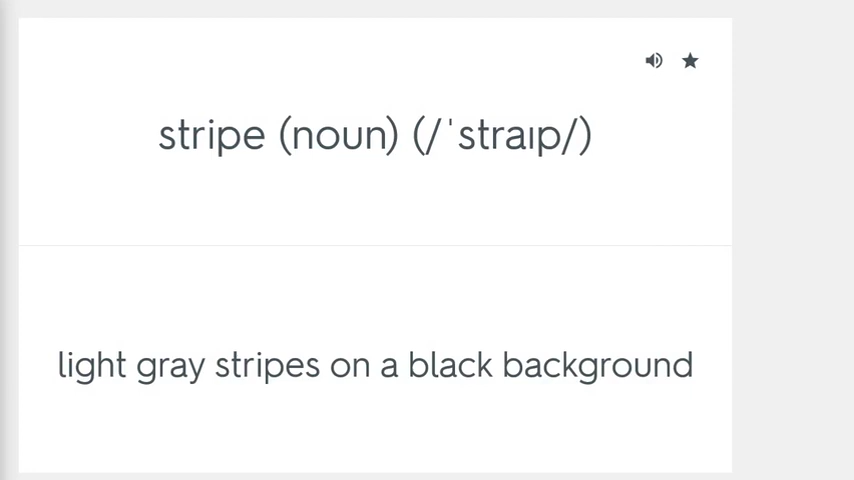 stripe (noun) (/ˈstraɪp/)
light gray stripes on a black background